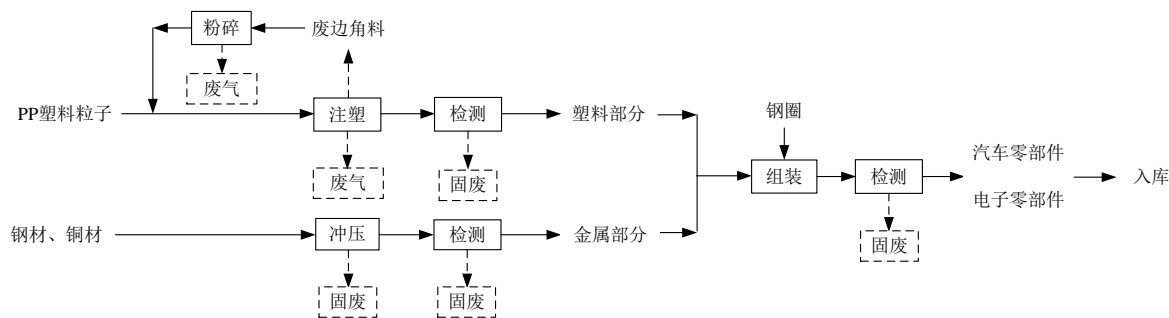 粉碎
废边角料
废气
PP塑料粒子
注塑
检测
塑料部分
钢圈
废气
固废
组装
检测
汽车零部件
电子零部件
入库
钢材、铜材
冲压
检测
金属部分
固废
固废
固废